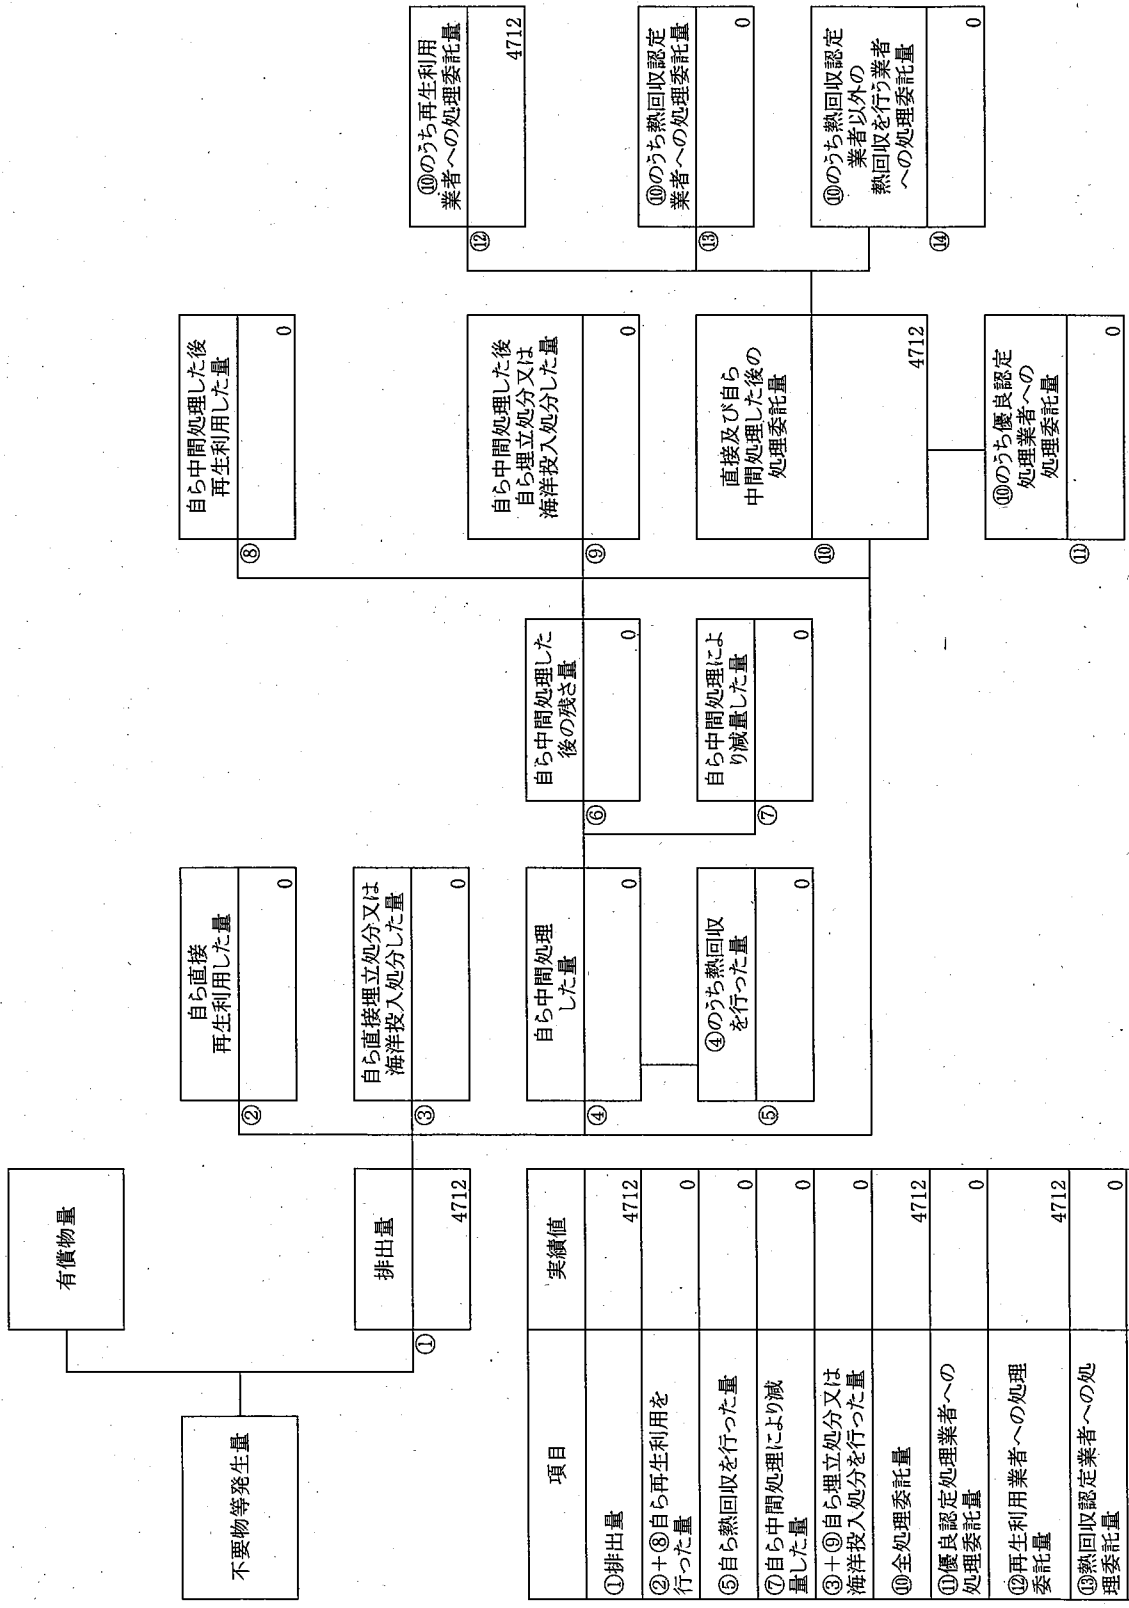 不要物等発生量
有償物量
排出量
①
4712
自ら直接
再生利用した量
②
0
自ら直接埋立処分又は
海洋投入処分した量
③
0
自ら中間処理
した量
④
0
④のうち熱回収
を行った量
⑤
0
自ら中間処理した
後の残さ量
⑥
0
自ら中間処理によ
り減量した量
⑦
0
自ら中間処理した後
再生利用した量
⑧
0
自ら中間処理した後
自ら埋立処分又は
海洋投入処分した量
⑨
0
直接及び自ら
中間処理した後の
処理委託量
⑩
4712
⑩のうち優良認定
処理業者への
処理委託量
⑪
0
⑩のうち再生利用
業者への処理委託量
⑫
4712
⑩のうち熱回収認定
業者への処理委託量
⑬
0
⑩のうち熱回収認定
業者以外の
熱回収を行う業者
への処理委託量
⑭
0
項目 実績値
①排出量 4712
②+⑧自ら再生利用を
行った量 0
⑤自ら熱回収を行った量 0
⑦自ら中間処理により減
量した量 0
③+⑨自ら埋立処分又は
海洋投入処分を行った量 0
⑩全処理委託量 4712
⑪優良認定処理業者への
処理委託量 0
⑫再生利用業者への処理
委託量 4712
⑬熱回収認定業者への処
理委託量 0